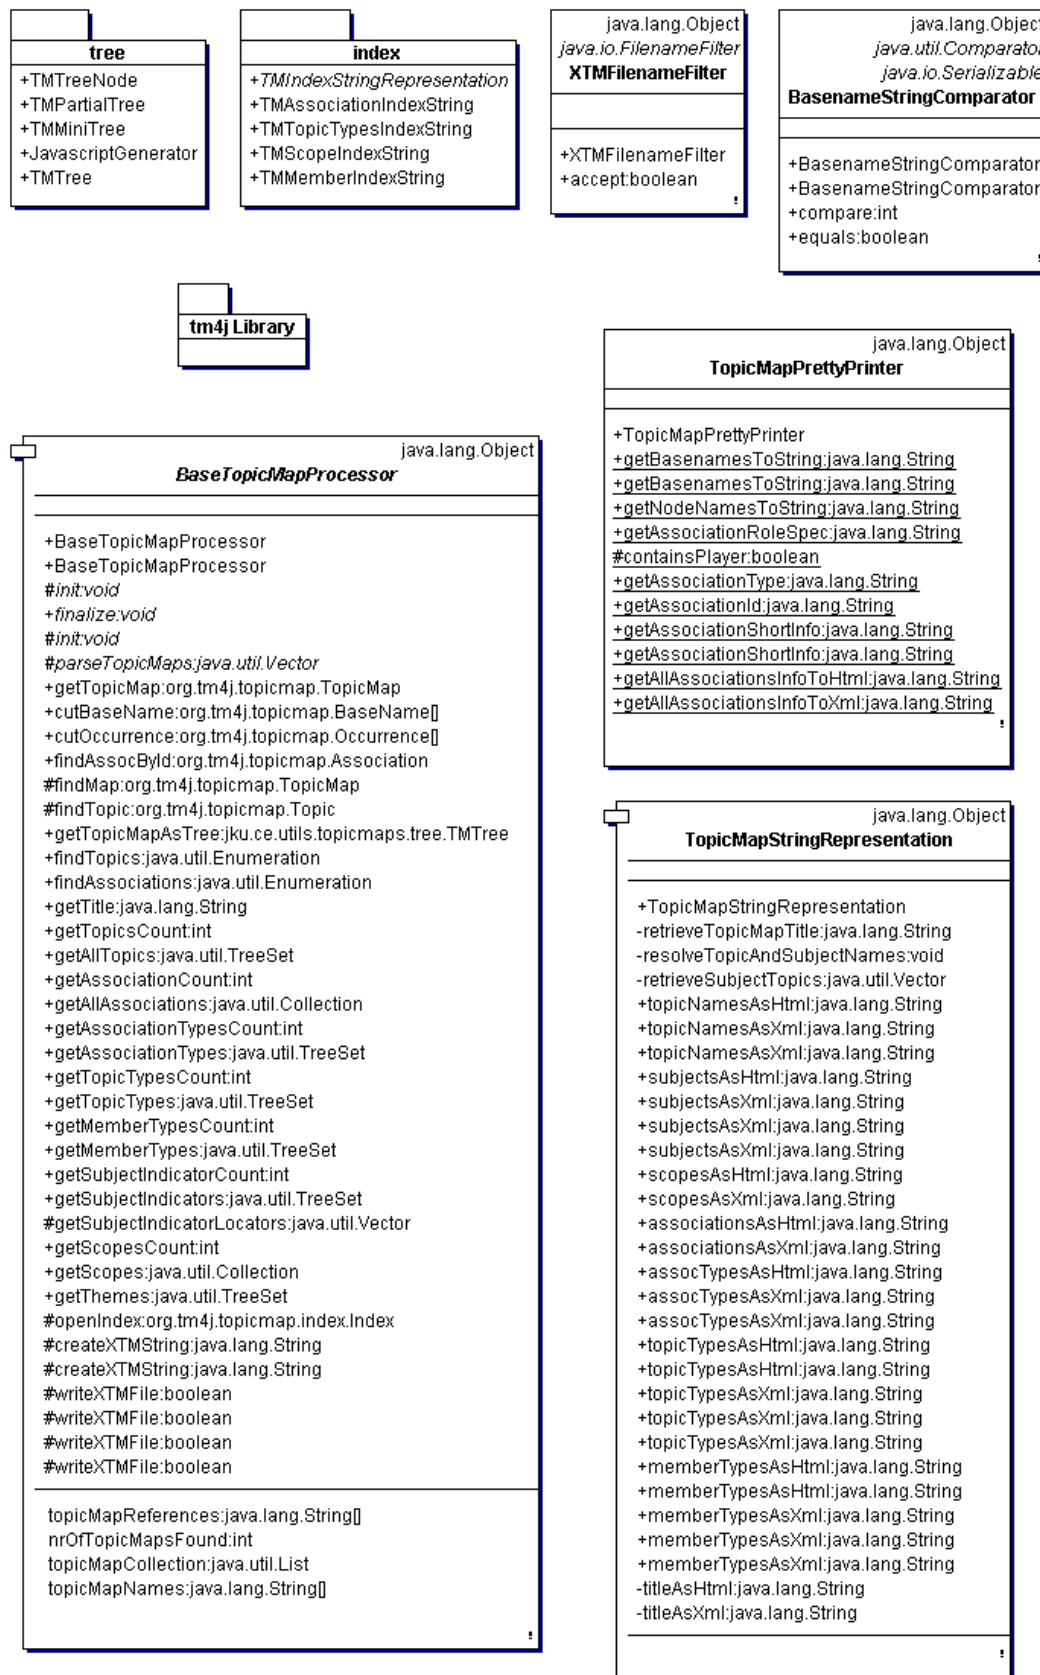 tree
+TMTreeNode
+TMPartialTree
+TMMiniTree
+JavascriptGenerator
+TMTree
index
+TMIndexStringRepresentation
+TMAssociationIndexString
+TMTopicTypesIndexString
+TMScopeIndexString
+TMMemberIndexString
java.lang.Object
java.io.FilenameFilter
XTMFilenameFilter
+XTMFilenameFilter
+accept:boolean
java.lang.Object
java.util.Comparator
java.io.Serializable
BasenameStringComparator
+BasenameStringComparator
+BasenameStringComparator
+compare:int
+equals:boolean
tm4j Library
java.lang.Object
TopicMapPrettyPrinter
+TopicMapPrettyPrinter
+getBasenamesToString:java.lang.String
+getBasenamesToString:java.lang.String
+getNodeNamesToString:java.lang.String
+getAssociationRoleSpec:java.lang.String
#containsPlayer:boolean
+getAssociationType:java.lang.String
+getAssociationId:java.lang.String
+getAssociationShortInfo:java.lang.String
+getAssociationShortInfo:java.lang.String
+getAllAssociationsInfoToHtml:java.lang.String
+getAllAssociationsInfoToXml:java.lang.String
java.lang.Object
BaseTopicMapProcessor
+BaseTopicMapProcessor
+BaseTopicMapProcessor
#init:void
+finalize:void
#init:void
#parseTopicMaps:java.util.Vector
+getTopicMap:org.tm4j.topicmap.TopicMap
+cutBaseName:org.tm4j.topicmap.BaseName[]
+cutOccurrence:org.tm4j.topicmap.Occurrence[]
+findAssocById:org.tm4j.topicmap.Association
#findMap:org.tm4j.topicmap.TopicMap
#findTopic:org.tm4j.topicmap.Topic
+getTopicMapAsTree:jku.ce.utils.topicmaps.tree.TMTree
+findTopics:java.util.Enumeration
+findAssociations:java.util.Enumeration
+getTitle:java.lang.String
+getTopicsCount:int
+getAllTopics:java.util.TreeSet
+getAssociationCount:int
+getAllAssociations:java.util.Collection
+getAssociationTypesCount:int
+getAssociationTypes:java.util.TreeSet
+getTopicTypesCount:int
+getTopicTypes:java.util.TreeSet
+getMemberTypesCount:int
+getMemberTypes:java.util.TreeSet
+getSubjectIndicatorCount:int
+getSubjectIndicators:java.util.TreeSet
#getSubjectIndicatorLocators:java.util.Vector
+getScopesCount:int
+getScopes:java.util.Collection
+getThemes:java.util.TreeSet
#openIndex:org.tm4j.topicmap.index.Index
#createXTMString:java.lang.String
#createXTMString:java.lang.String
#writeXTMFile:boolean
#writeXTMFile:boolean
#writeXTMFile:boolean
#writeXTMFile:boolean
topicMapReferences:java.lang.String[]
nrOfTopicMapsFound:int
topicMapCollection:java.util.List
topicMapNames:java.lang.String[]
java.lang.Object
TopicMapStringRepresentation
+TopicMapStringRepresentation
-retrieveTopicMapTitle:java.lang.String
-resolveTopicAndSubjectNames:void
-retrieveSubjectTopics:java.util.Vector
+topicNamesAsHtml:java.lang.String
+topicNamesAsXml:java.lang.String
+topicNamesAsXml:java.lang.String
+subjectsAsHtml:java.lang.String
+subjectsAsXml:java.lang.String
+subjectsAsXml:java.lang.String
+subjectsAsXml:java.lang.String
+scopesAsHtml:java.lang.String
+scopesAsXml:java.lang.String
+associationsAsHtml:java.lang.String
+associationsAsXml:java.lang.String
+assocTypesAsHtml:java.lang.String
+assocTypesAsXml:java.lang.String
+assocTypesAsXml:java.lang.String
+topicTypesAsHtml:java.lang.String
+topicTypesAsHtml:java.lang.String
+topicTypesAsXml:java.lang.String
+topicTypesAsXml:java.lang.String
+topicTypesAsXml:java.lang.String
+memberTypesAsHtml:java.lang.String
+memberTypesAsHtml:java.lang.String
+memberTypesAsXml:java.lang.String
+memberTypesAsXml:java.lang.String
+memberTypesAsXml:java.lang.String
-titleAsHtml:java.lang.String
-titleAsXml:java.lang.String